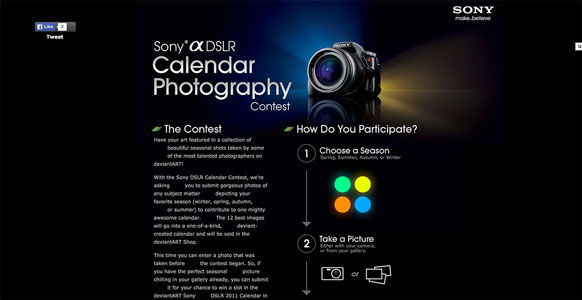 SONY
make.believe
Like 2
Tweet
Sony® α DSLR
SONY
Calendar
Photography
Contest
The Contest
Have your art featured in a collection of
beautiful seasonal shots taken by some
of the most talented photographers on
deviantART!
With the Sony DSLR Calendar Contest, we're
asking you to submit gorgeous photos of
any subject matter depicting your
favorite season (winter, spring, autumn,
or summer) to contribute to one mighty
awesome calendar. The 12 best images
will go into a one-of-a-kind, deviant-
created calendar and will be sold in the
deviantART Shop.
This time you can enter a photo that was
taken before the contest began. So, if
you have the perfect seasonal picture
chilling in your gallery already, you can submit
it for your chance to win a slot in the
deviantART Sony DSLR 2011 Calendar in
How Do You Participate?
1 Choose a Season
Spring, Summer, Autumn, or Winter
2 Take a Picture
Either with your camera,
or from your gallery.
or